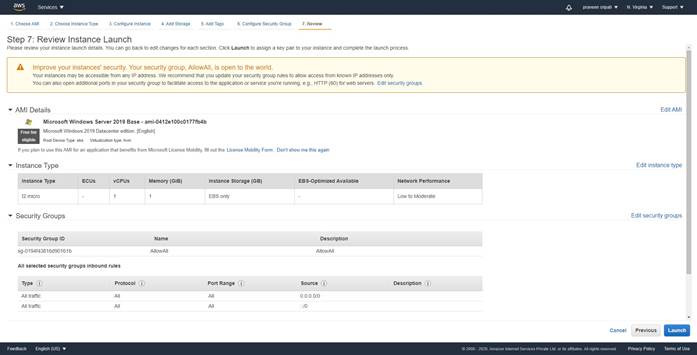 aws
Services
praveer sripati
N. Virginia
Support
1. Choose AMI
2. Choose Instance Type
3. Configure Instance
4. Add Storage
5. Add Tags
6. Configure Security Group
7. Review
Step 7: Review Instance Launch
Please review your instance launch details. You can go back to edit changes for each section. Click Launch to assign a key pair to your instance and complete the launch process.
Improve your instances' security. Your security group, AllowAll, is open to the world.
Your instances may be accessible from any IP address. We recommend that you update your security group rules to allow access from known IP addresses only.
You can also open additional ports in your security group to facilitate access to the application or service you're running, e.g., HTTP (80) for web servers. Edit security groups
AMI Details
Edit AMI
Microsoft Windows Server 2019 Base - ami-0412e100c0177fb4b
Free tier
eligible
Microsoft Windows 2019 Datacenter edition. [English]
Root Device Type: ebs Virtualization type: hvm
If you plan to use this AMI for an application that benefits from Microsoft License Mobility, fill out the License Mobility Form. Don't show me this again
Instance Type
Edit instance type
Instance Type ECUs vCPUs Memory (GiB) Instance Storage (GB) EBS-Optimized Available Network Performance
t2.micro - 1 1 EBS only - Low to Moderate
Security Groups
Edit security groups
Security Group ID Name Description
sg-0194f43816d901616 AllowAll AllowAll
All selected security groups inbound rules
Type Protocol Port Range Source Description
All traffic All All 0.0.0.0/0
All traffic All All ::/0
Cancel
Previous
Launch
Feedback
English (US)
© 2008 - 2020, Amazon Internet Services Private Ltd. or its affiliates. All rights reserved.
Privacy Policy
Terms of Use